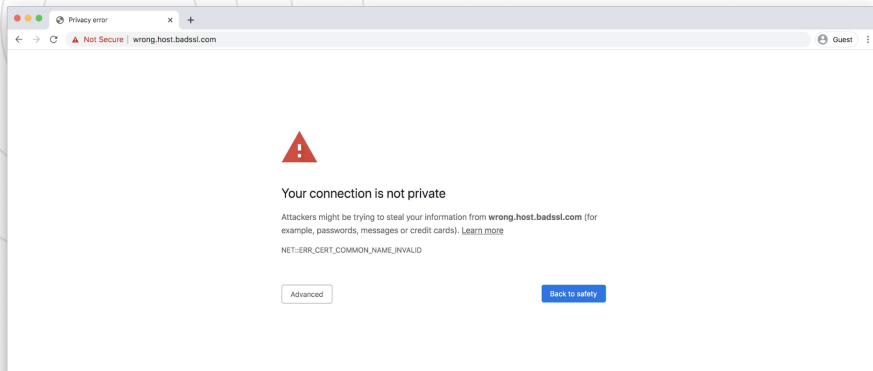 Privacy error
Not Secure | wrong.host.badssl.com
Guest
Your connection is not private
Attackers might be trying to steal your information from wrong.host.badssl.com (for
example, passwords, messages or credit cards). Learn more
NET::ERR_CERT_COMMON_NAME_INVALID
Advanced
Back to safety